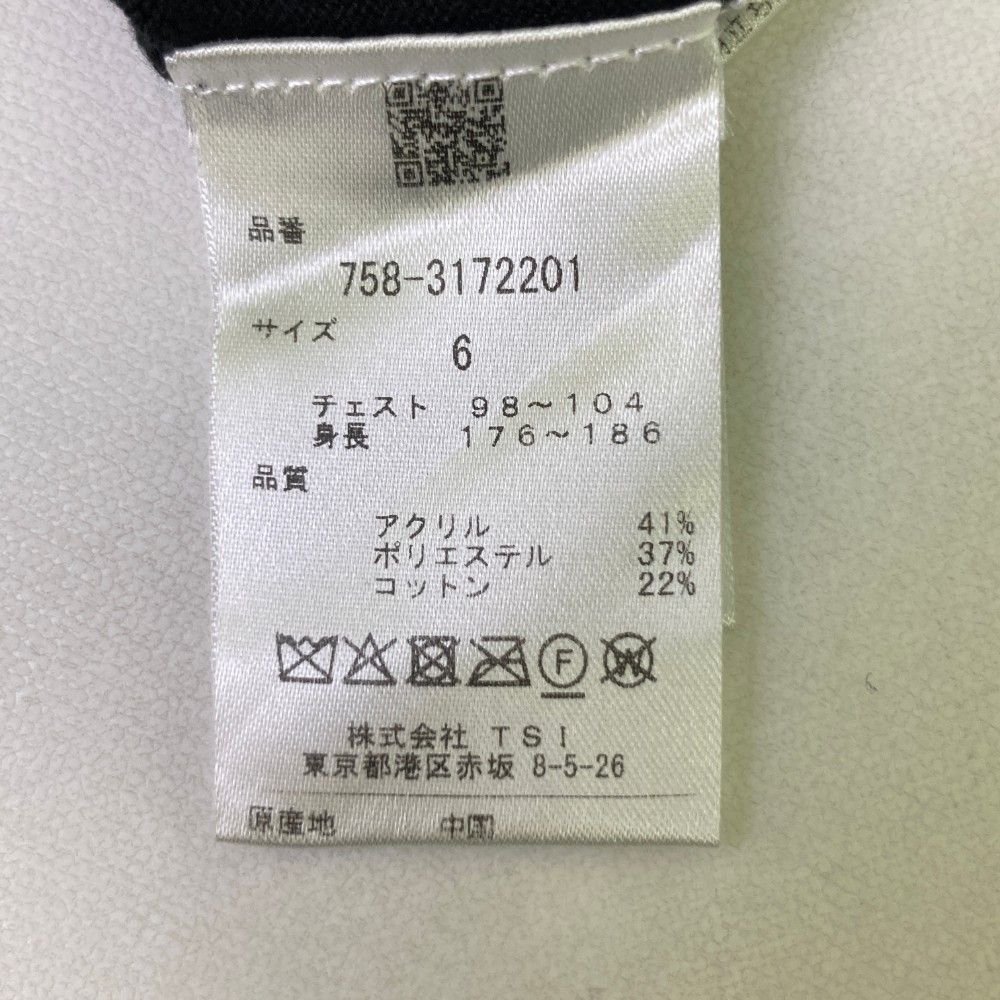 品番
758-3172201
サイズ
6
チェスト 98～104
身長 176～186
品質
アクリル 41%
ポリエステル 37%
コットン 22%
F W
株式会社 TSI
東京都港区赤坂 8-5-26
原産地 中国